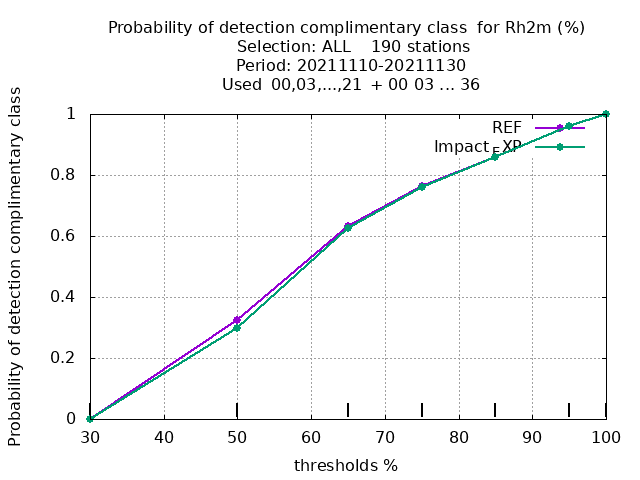 Probability of detection complimentary class for Rh2m (%)
Selection: ALL 190 stations
Period: 20211110-20211130
Used 00,03,...,21 + 00 03 ... 36
REF
Impact_EXP
Probability of detection complimentary class
1
0.8
0.6
0.4
0.2
0
30 40 50 60 70 80 90 100
thresholds %